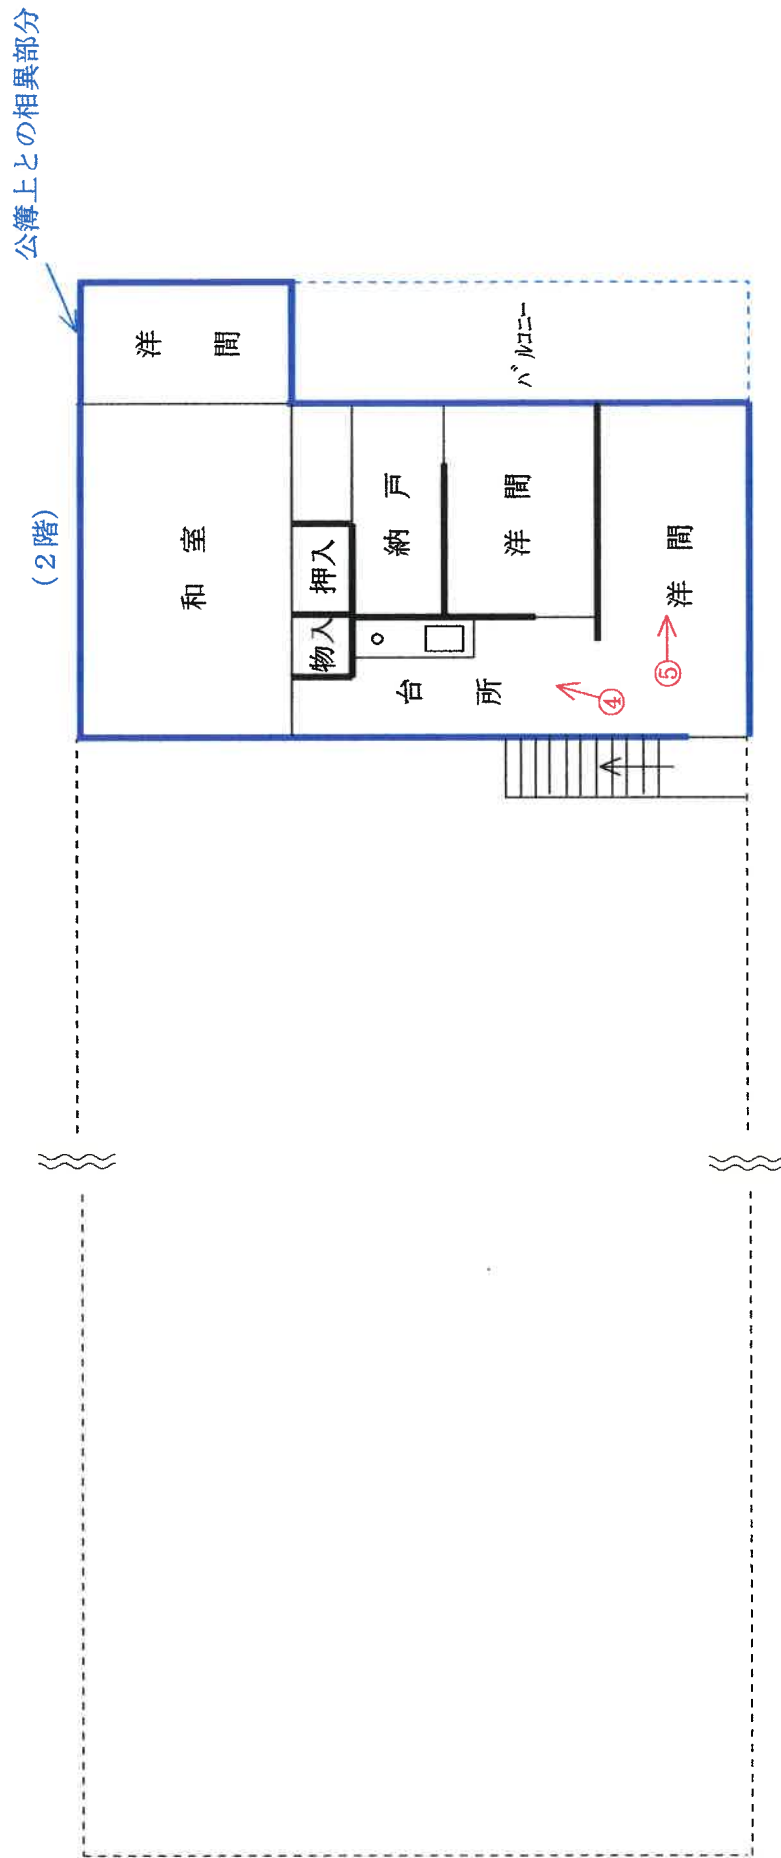 公簿上との相異部分
(2階)
洋間
和室
バルコニー
物入
押入
納戸
洋間
台所
洋間
④
⑤